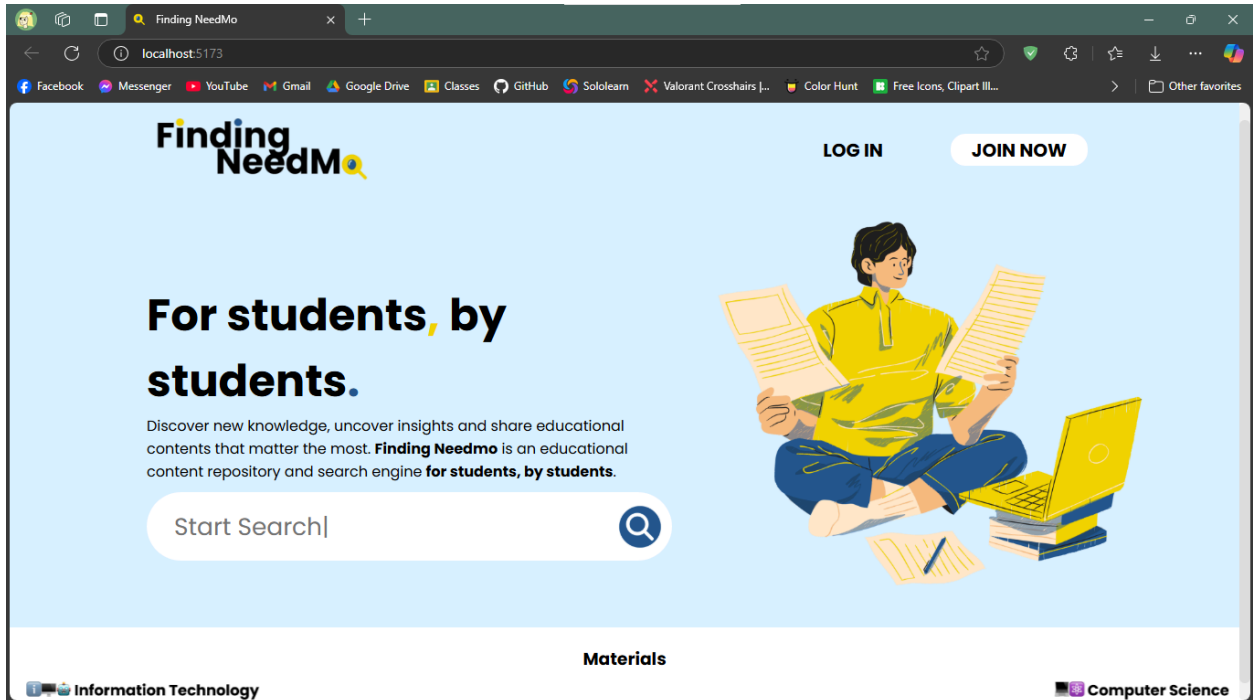 Finding NeedMo
localhost:5173
Facebook Messenger YouTube Gmail Google Drive Classes GitHub Sololearn Valorant Crosshairs |... Color Hunt Free Icons, Clipart Ill... Other favorites
Finding
NeedMo
LOG IN JOIN NOW
For students, by
students.
Discover new knowledge, uncover insights and share educational
contents that matter the most. Finding Needmo is an educational
content repository and search engine for students, by students.
Start Search|
Materials
Information Technology Computer Science